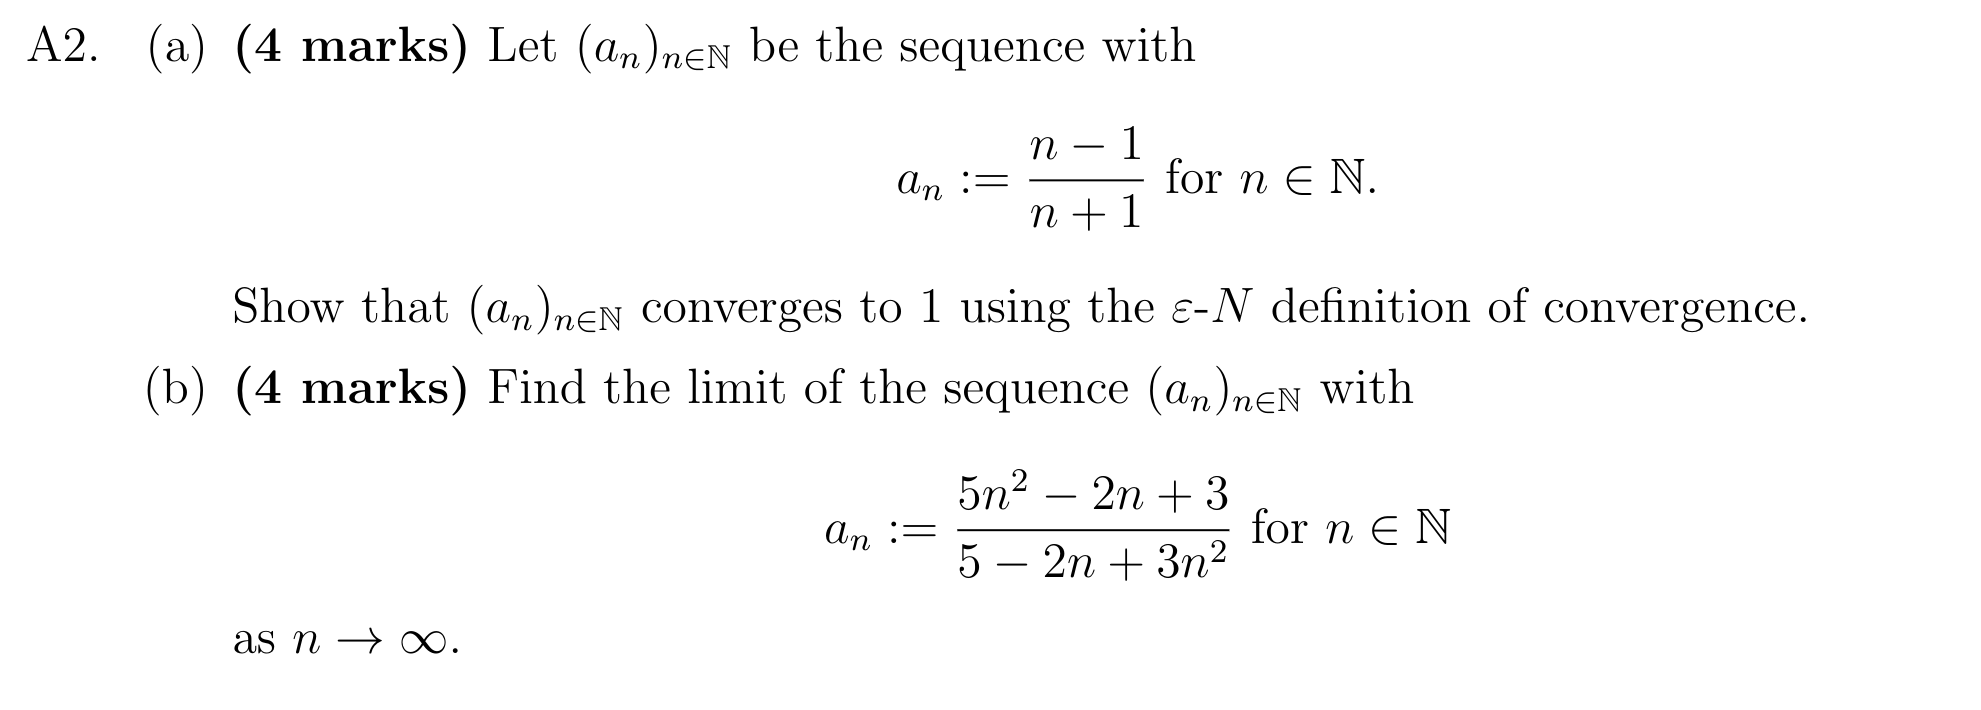 A2. (a) (4 marks) Let $(a_n)_{n\in\mathbb{N}}$ be the sequence with
$a_n := \frac{n-1}{n+1}$ for $n \in \mathbb{N}$.
Show that $(a_n)_{n\in\mathbb{N}}$ converges to 1 using the $\varepsilon$-$N$ definition of convergence.
(b) (4 marks) Find the limit of the sequence $(a_n)_{n\in\mathbb{N}}$ with
$a_n := \frac{5n^2 - 2n + 3}{5 - 2n + 3n^2}$ for $n \in \mathbb{N}$
as $n \to \infty$.